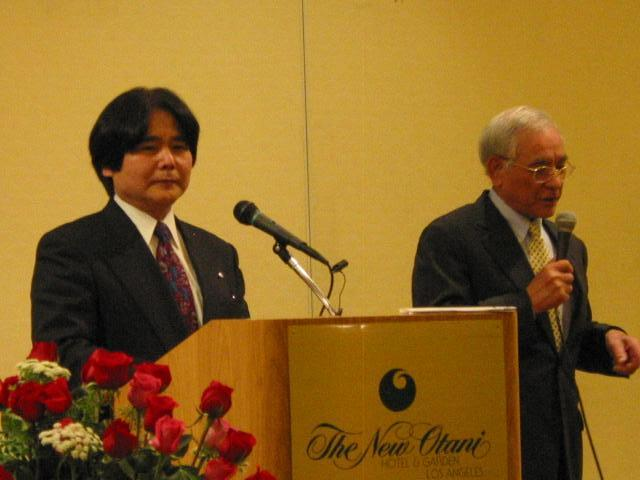 The New Otani
HOTEL & GARDEN
LOS ANGELES